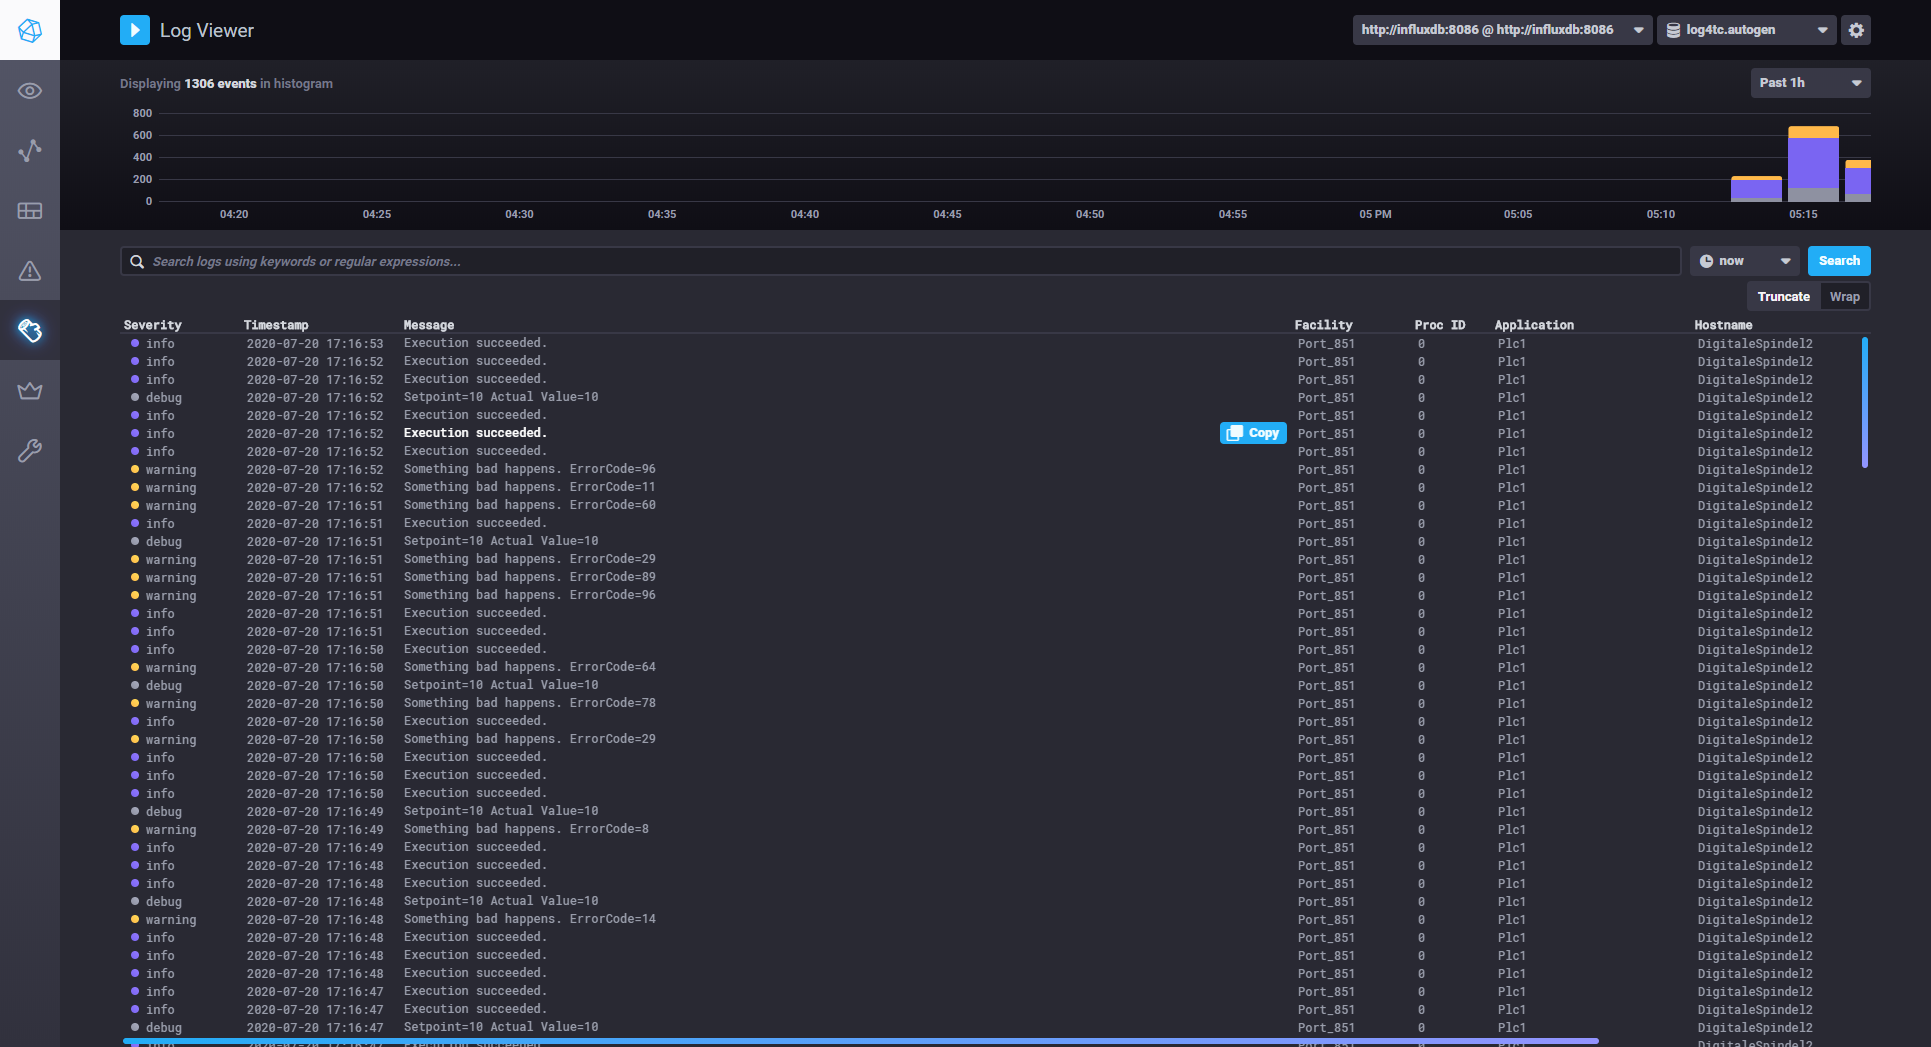 Log Viewer
http://influxdb:8086 @ http://influxdb:8086
log4tc.autogen
Displaying 1306 events in histogram
Past 1h
800
600
400
200
0
04:20 04:25 04:30 04:35 04:40 04:45 04:50 04:55 05 PM 05:05 05:10 05:15
Search logs using keywords or regular expressions...
now
Search
Truncate Wrap
Severity Timestamp Message Facility Proc ID Application Hostname
info 2020-07-20 17:16:53 Execution succeeded. Port_851 0 Plc1 DigitaleSpindel2
info 2020-07-20 17:16:52 Execution succeeded. Port_851 0 Plc1 DigitaleSpindel2
info 2020-07-20 17:16:52 Execution succeeded. Port_851 0 Plc1 DigitaleSpindel2
debug 2020-07-20 17:16:52 Setpoint=10 Actual Value=10 Port_851 0 Plc1 DigitaleSpindel2
info 2020-07-20 17:16:52 Execution succeeded. Port_851 0 Plc1 DigitaleSpindel2
info 2020-07-20 17:16:52 Execution succeeded. Copy Port_851 0 Plc1 DigitaleSpindel2
info 2020-07-20 17:16:52 Execution succeeded. Port_851 0 Plc1 DigitaleSpindel2
warning 2020-07-20 17:16:52 Something bad happens. ErrorCode=96 Port_851 0 Plc1 DigitaleSpindel2
warning 2020-07-20 17:16:52 Something bad happens. ErrorCode=11 Port_851 0 Plc1 DigitaleSpindel2
warning 2020-07-20 17:16:51 Something bad happens. ErrorCode=60 Port_851 0 Plc1 DigitaleSpindel2
info 2020-07-20 17:16:51 Execution succeeded. Port_851 0 Plc1 DigitaleSpindel2
debug 2020-07-20 17:16:51 Setpoint=10 Actual Value=10 Port_851 0 Plc1 DigitaleSpindel2
warning 2020-07-20 17:16:51 Something bad happens. ErrorCode=29 Port_851 0 Plc1 DigitaleSpindel2
warning 2020-07-20 17:16:51 Something bad happens. ErrorCode=89 Port_851 0 Plc1 DigitaleSpindel2
warning 2020-07-20 17:16:51 Something bad happens. ErrorCode=96 Port_851 0 Plc1 DigitaleSpindel2
info 2020-07-20 17:16:51 Execution succeeded. Port_851 0 Plc1 DigitaleSpindel2
info 2020-07-20 17:16:51 Execution succeeded. Port_851 0 Plc1 DigitaleSpindel2
info 2020-07-20 17:16:50 Execution succeeded. Port_851 0 Plc1 DigitaleSpindel2
warning 2020-07-20 17:16:50 Something bad happens. ErrorCode=64 Port_851 0 Plc1 DigitaleSpindel2
debug 2020-07-20 17:16:50 Setpoint=10 Actual Value=10 Port_851 0 Plc1 DigitaleSpindel2
warning 2020-07-20 17:16:50 Something bad happens. ErrorCode=78 Port_851 0 Plc1 DigitaleSpindel2
info 2020-07-20 17:16:50 Execution succeeded. Port_851 0 Plc1 DigitaleSpindel2
warning 2020-07-20 17:16:50 Something bad happens. ErrorCode=29 Port_851 0 Plc1 DigitaleSpindel2
info 2020-07-20 17:16:50 Execution succeeded. Port_851 0 Plc1 DigitaleSpindel2
info 2020-07-20 17:16:50 Execution succeeded. Port_851 0 Plc1 DigitaleSpindel2
info 2020-07-20 17:16:50 Execution succeeded. Port_851 0 Plc1 DigitaleSpindel2
debug 2020-07-20 17:16:49 Setpoint=10 Actual Value=10 Port_851 0 Plc1 DigitaleSpindel2
warning 2020-07-20 17:16:49 Something bad happens. ErrorCode=8 Port_851 0 Plc1 DigitaleSpindel2
info 2020-07-20 17:16:49 Execution succeeded. Port_851 0 Plc1 DigitaleSpindel2
info 2020-07-20 17:16:48 Execution succeeded. Port_851 0 Plc1 DigitaleSpindel2
info 2020-07-20 17:16:48 Execution succeeded. Port_851 0 Plc1 DigitaleSpindel2
debug 2020-07-20 17:16:48 Setpoint=10 Actual Value=10 Port_851 0 Plc1 DigitaleSpindel2
warning 2020-07-20 17:16:48 Something bad happens. ErrorCode=14 Port_851 0 Plc1 DigitaleSpindel2
info 2020-07-20 17:16:48 Execution succeeded. Port_851 0 Plc1 DigitaleSpindel2
info 2020-07-20 17:16:48 Execution succeeded. Port_851 0 Plc1 DigitaleSpindel2
info 2020-07-20 17:16:48 Execution succeeded. Port_851 0 Plc1 DigitaleSpindel2
info 2020-07-20 17:16:47 Execution succeeded. Port_851 0 Plc1 DigitaleSpindel2
info 2020-07-20 17:16:47 Execution succeeded. Port_851 0 Plc1 DigitaleSpindel2
debug 2020-07-20 17:16:47 Setpoint=10 Actual Value=10 Port_851 0 Plc1 DigitaleSpindel2